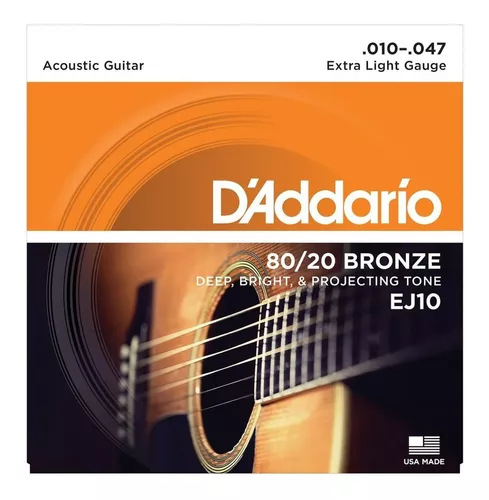 .010–.047
Acoustic Guitar
Extra Light Gauge
D'Addario
80/20 BRONZE
DEEP, BRIGHT, & PROJECTING TONE
EJ10
USA MADE